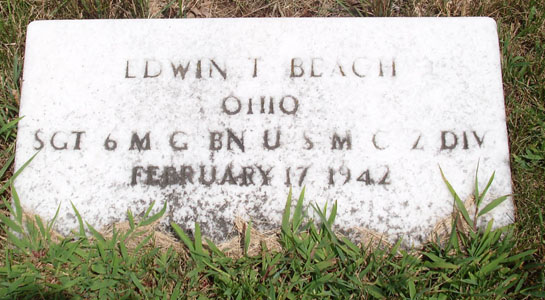 EDWIN T BEACH
OHIO
SGT 6 M G BN U S M C 2 DIV
FEBRUARY 17 1942